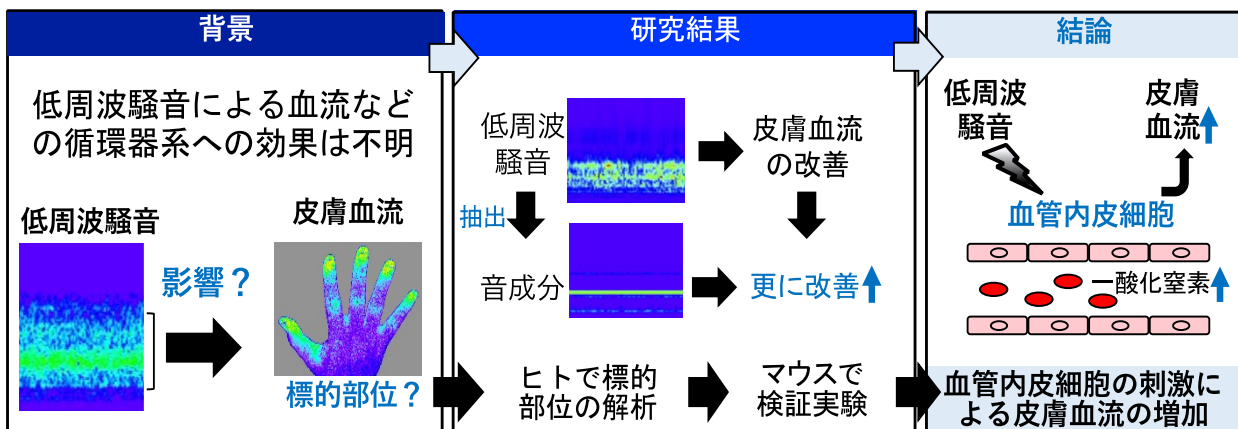 背景
低周波騒音による血流など
の循環器系への効果は不明
低周波騒音
影響？
皮膚血流
標的部位？
研究結果
低周波
騒音
皮膚血流
の改善
抽出
音成分
更に改善
ヒトで標的
部位の解析
マウスで
検証実験
結論
低周波
騒音
皮膚
血流
血管内皮細胞
一酸化窒素
血管内皮細胞の刺激に
よる皮膚血流の増加